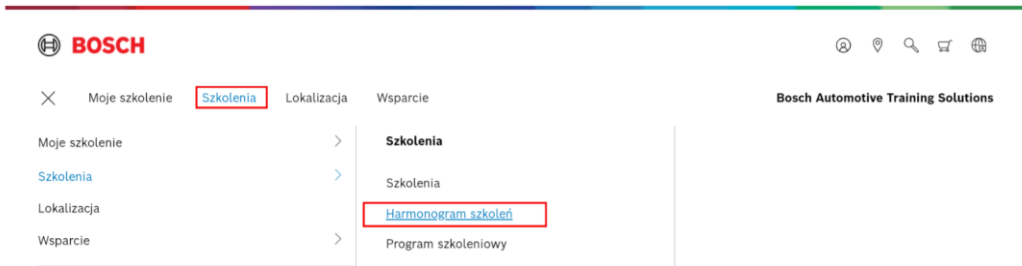 BOSCH
Moje szkolenie Szkolenia Lokalizacja Wsparcie Bosch Automotive Training Solutions
Moje szkolenie
Szkolenia
Lokalizacja
Wsparcie
Szkolenia
Szkolenia
Harmonogram szkoleń
Program szkoleniowy